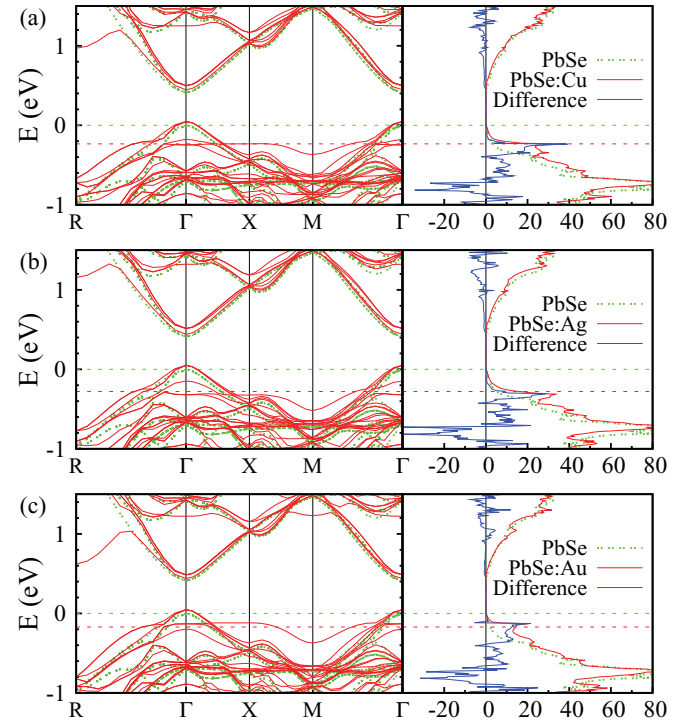 (a)
E (eV)
1
0
-1
R Γ X M Γ
-20 0 20 40 60 80
PbSe
PbSe:Cu
Difference
(b)
E (eV)
1
0
-1
R Γ X M Γ
-20 0 20 40 60 80
PbSe
PbSe:Ag
Difference
(c)
E (eV)
1
0
-1
R Γ X M Γ
-20 0 20 40 60 80
PbSe
PbSe:Au
Difference